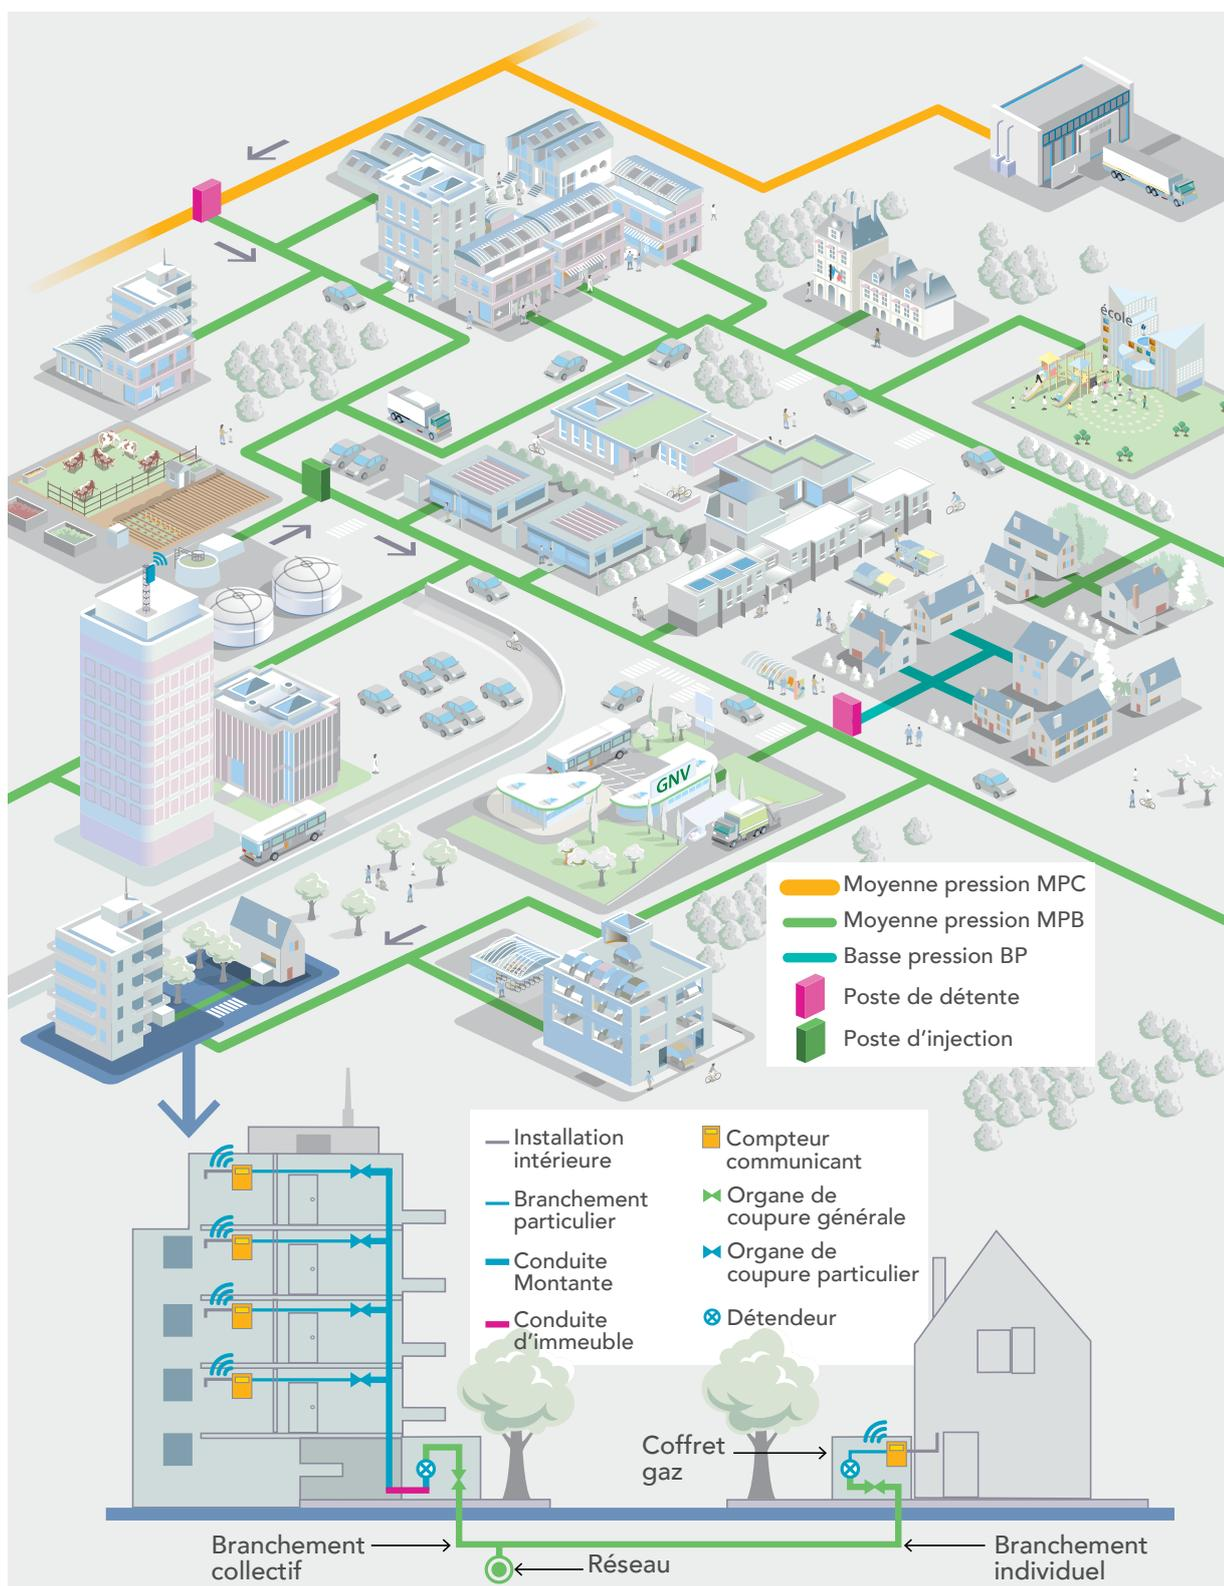 école
GNV
Moyenne pression MPC
Moyenne pression MPB
Basse pression BP
Poste de détente
Poste d'injection
Installation
intérieure
Branchement
particulier
Conduite
Montante
Conduite
d'immeuble
Compteur
communicant
Organe de
coupure générale
Organe de
coupure particulier
Détendeur
Coffret
gaz
Branchement
collectif
Réseau
Branchement
individuel